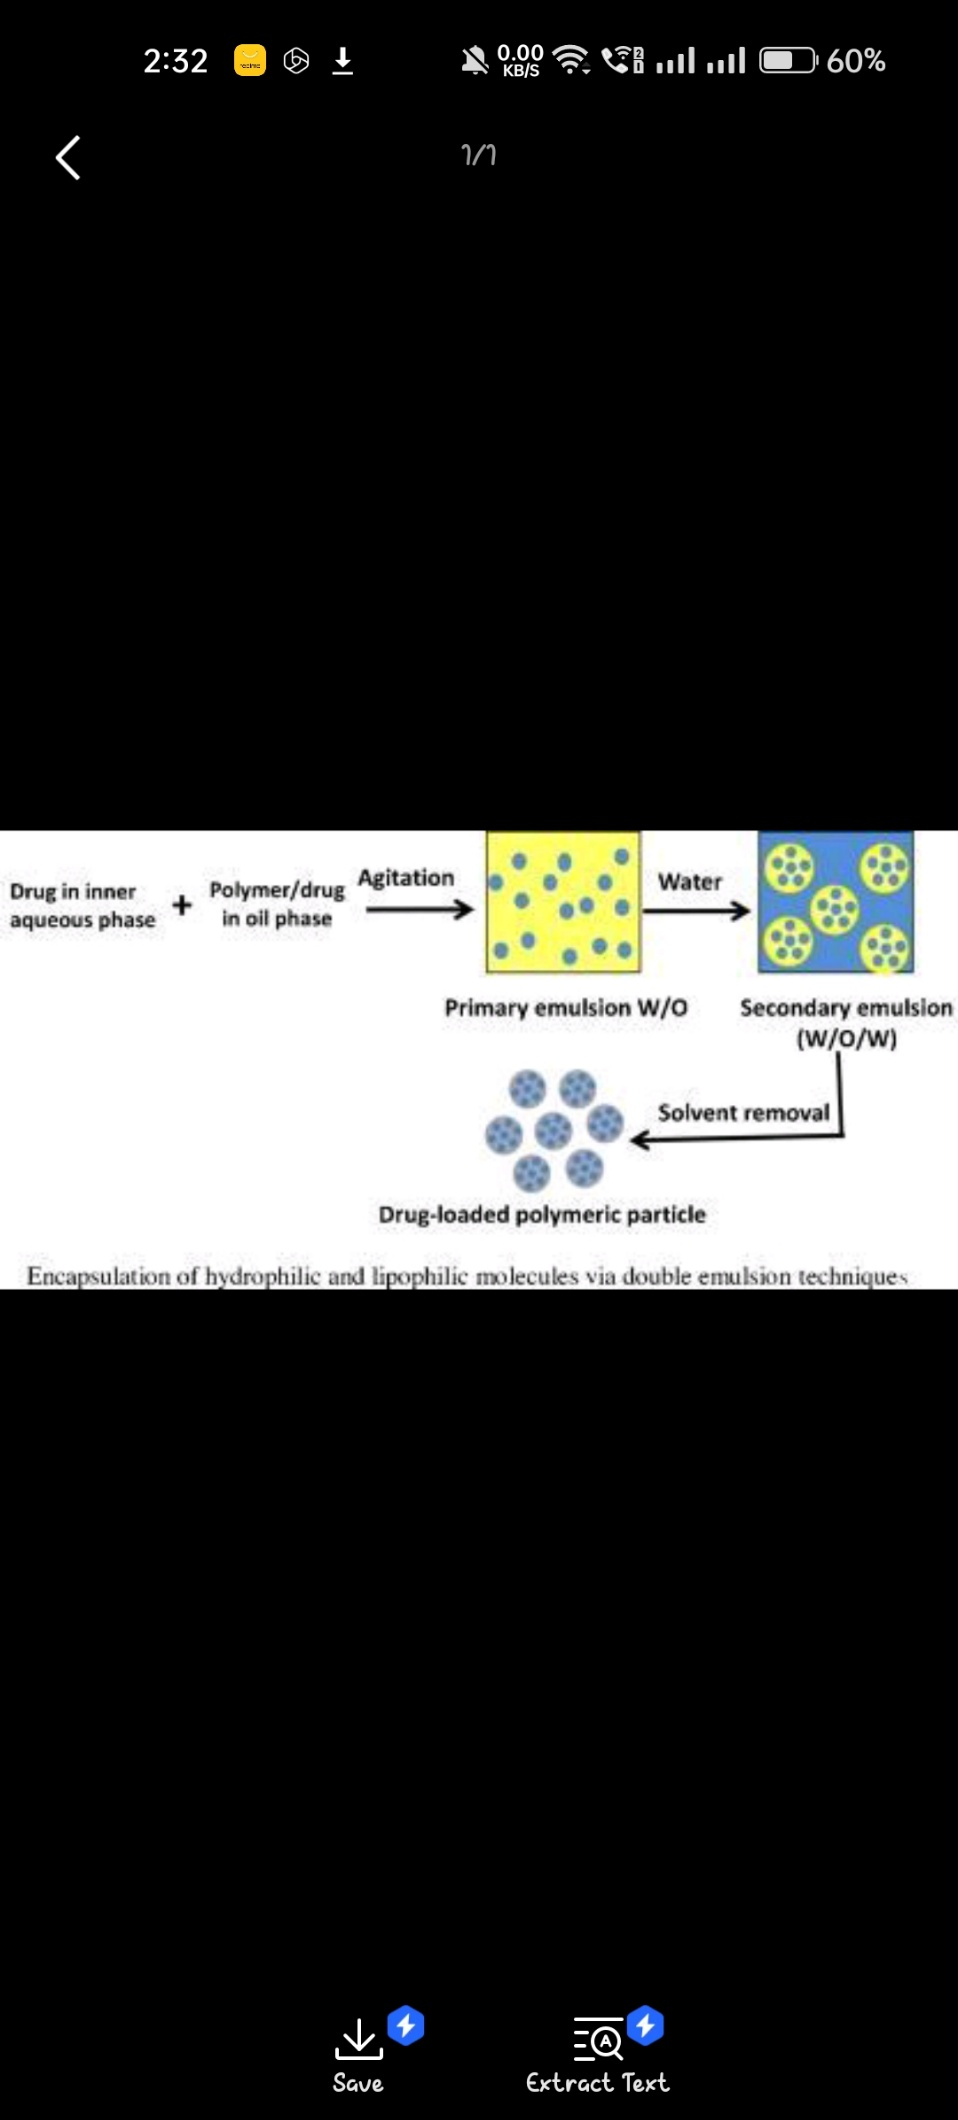 2:32
0.00
KB/S
2
1
60%
1/1
Drug in inner
aqueous phase
+
Polymer/drug
in oil phase
Agitation
Water
Primary emulsion W/O
Secondary emulsion
(W/O/W)
Solvent removal
Drug-loaded polymeric particle
Encapsulation of hydrophilic and lipophilic molecules via double emulsion techniques
A
Save
Extract Text